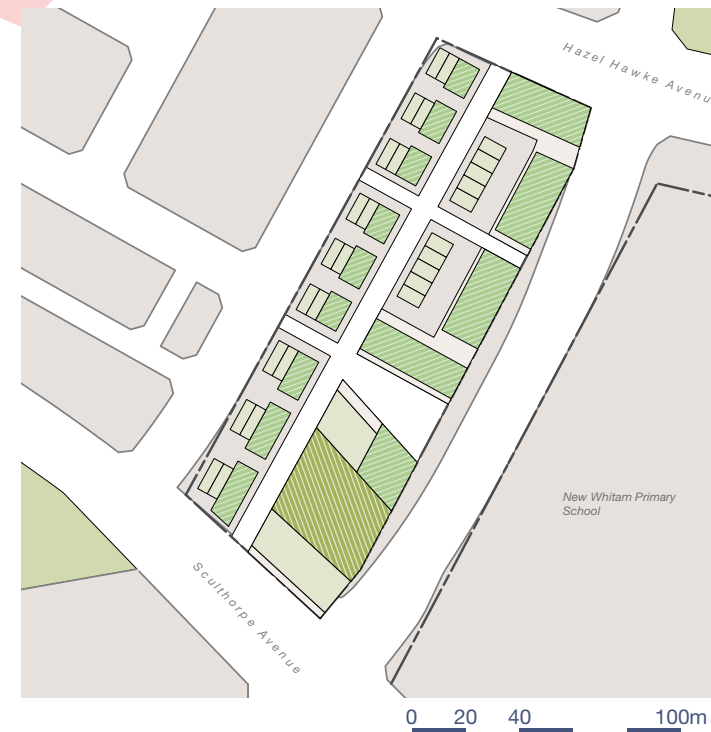 Hazel Hawke Avenu
New Whitam Primary
School
Sculthorpe Avenue
0 20 40 100m